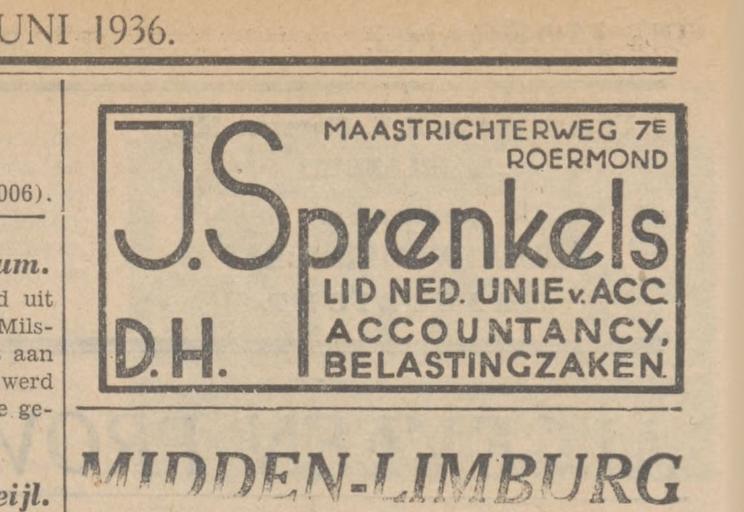 UNI 1936.
006).
um.
d uit
Mils-
aan
werd
e ge-
eijl.
MAASTRICHTERWEG 7E
ROERMOND
J. Sprenkels
LID NED. UNIE v. ACC.
D.H.
ACCOUNTANCY,
BELASTINGZAKEN.
MIDDEN-LIMBURG